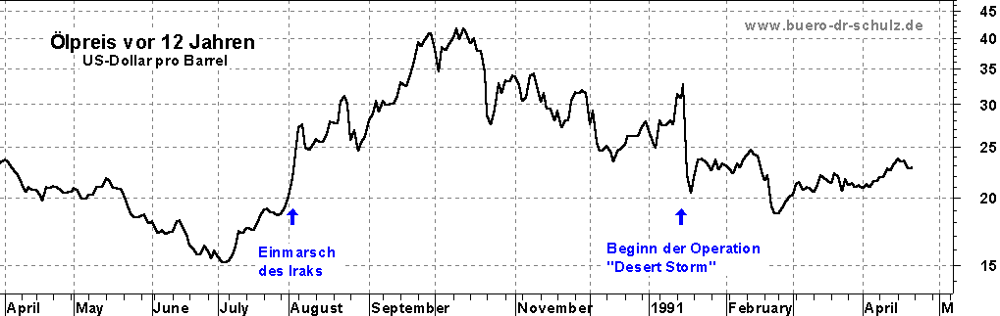 Ölpreis vor 12 Jahren
US-Dollar pro Barrel
www.buero-dr-schulz.de
45
40
35
30
25
20
15
Einmarsch
des Iraks
Beginn der Operation
"Desert Storm"
April May June July August September November 1991 February April M